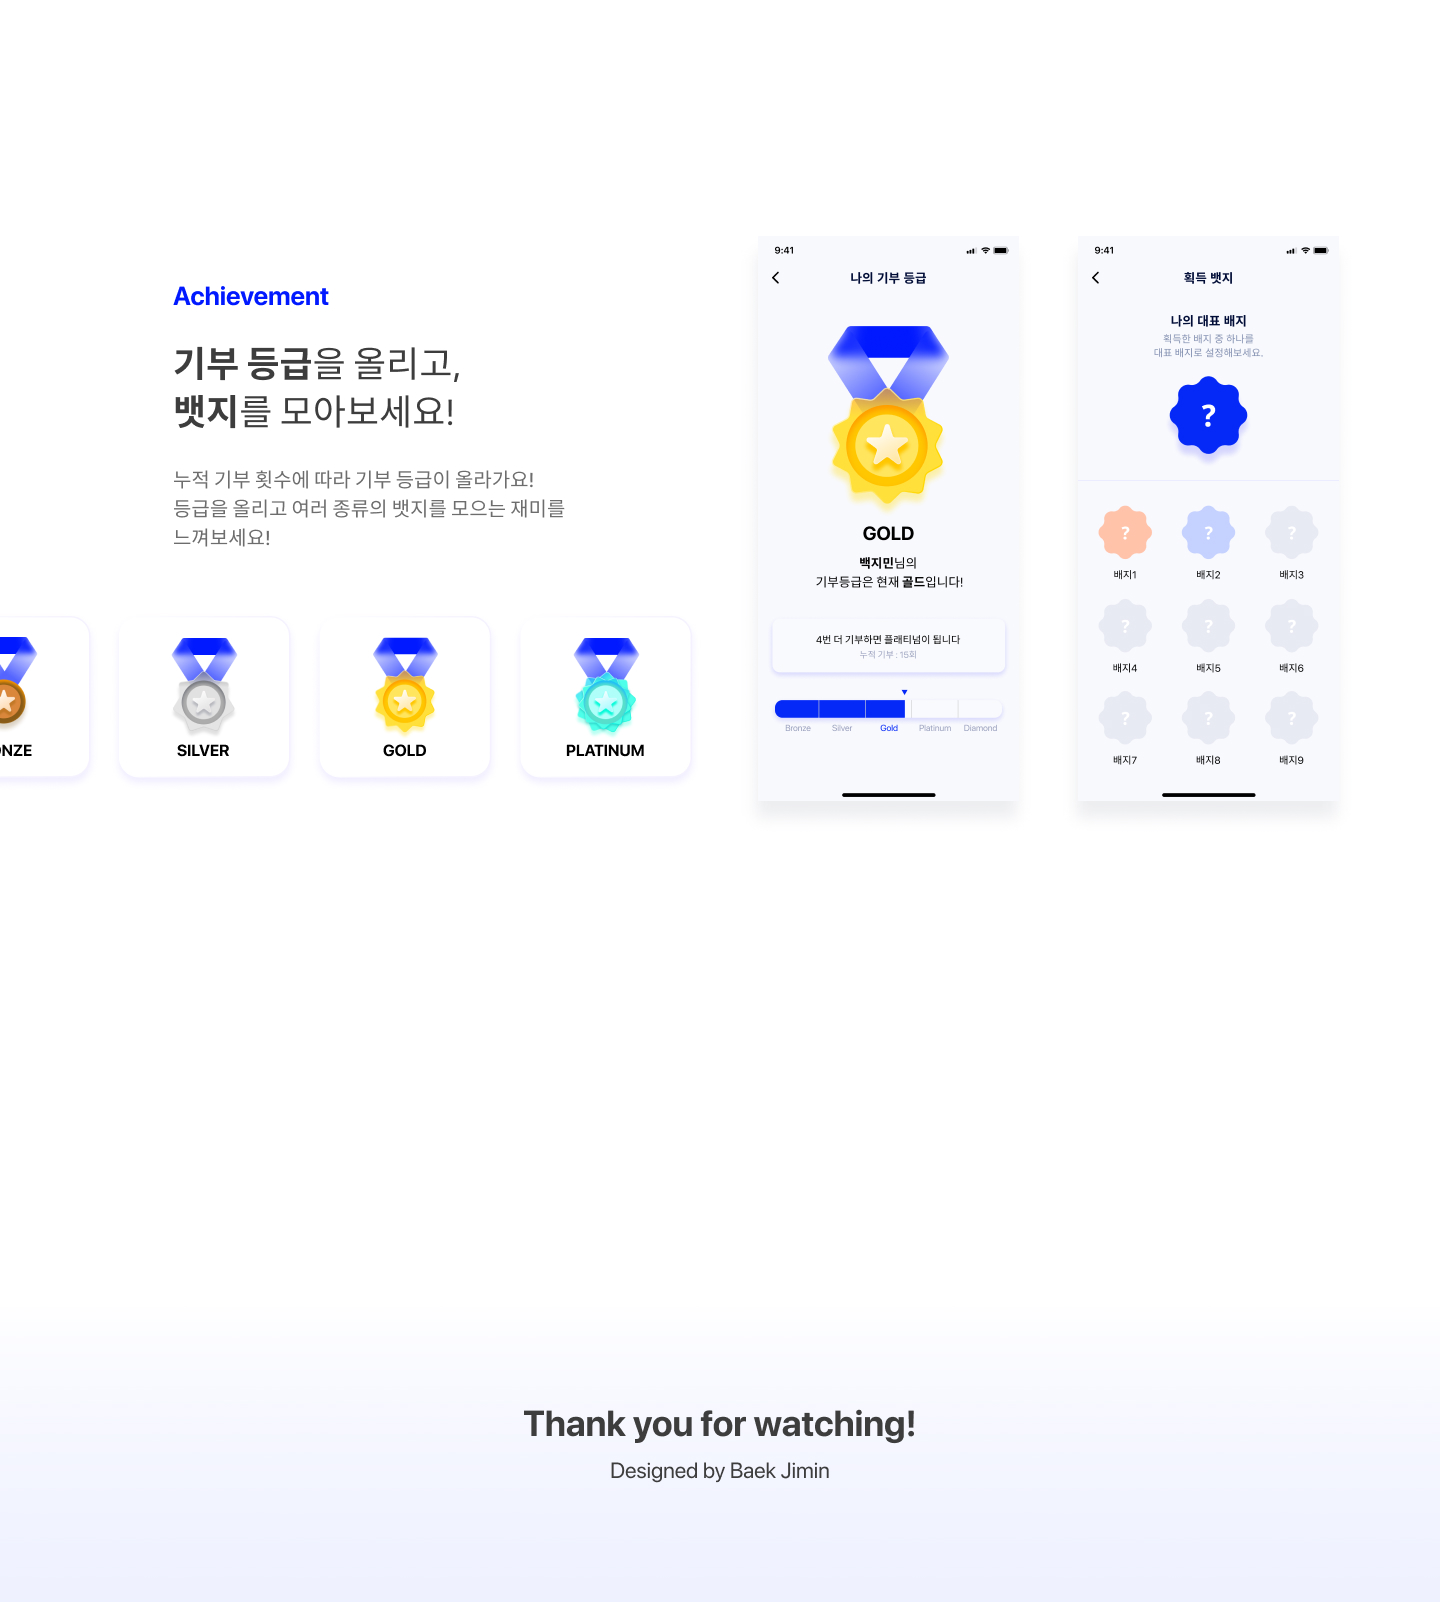 Achievement
기부 등급을 올리고,
뱃지를 모아보세요!
누적 기부 횟수에 따라 기부 등급이 올라가요!
등급을 올리고 여러 종류의 뱃지를 모으는 재미를
느껴보세요!
NZE
SILVER
GOLD
PLATINUM
9:41
나의 기부 등급
GOLD
백지민님의
기부등급은 현재 골드입니다!
4번 더 기부하면 플래티넘이 됩니다
누적 기부 : 15회
Bronze Silver Gold Platinum Diamond
9:41
획득 뱃지
나의 대표 배지
획득한 배지 중 하나를
대표 배지로 설정해보세요.
?
? ? ?
배지1 배지2 배지3
? ? ?
배지4 배지5 배지6
? ? ?
배지7 배지8 배지9
Thank you for watching!
Designed by Baek Jimin